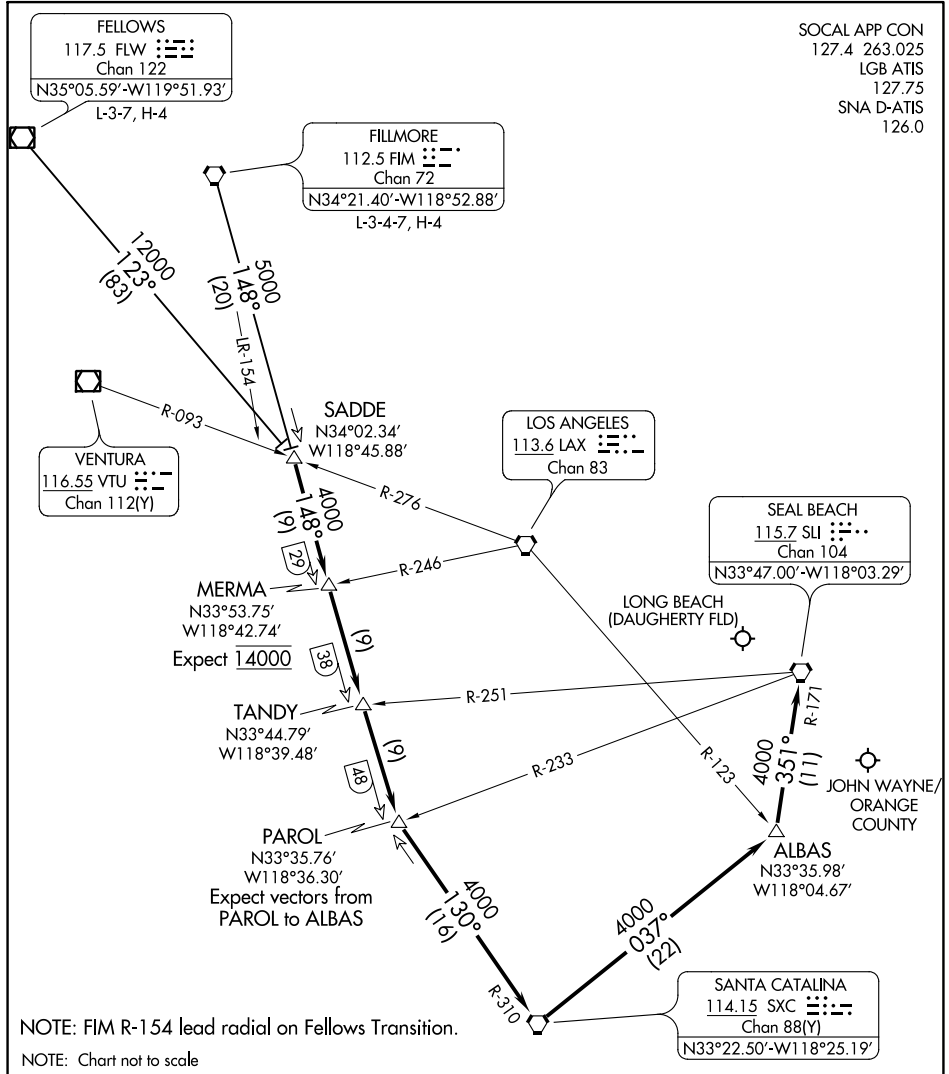 FELLOWS
117.5 FLW
Chan 122
N35°05.59'-W119°51.93'
L-3-7, H-4
SOCAL APP CON
127.4 263.025
LGB ATIS
127.75
SNA D-ATIS
126.0
FILLMORE
112.5 FIM
Chan 72
N34°21.40'-W118°52.88'
L-3-4-7, H-4
12000
123°
(83)
5000
148°
(20)
LR-154
R-093
VENTURA
116.55 VTU
Chan 112(Y)
SADDE
N34°02.34'
W118°45.88'
LOS ANGELES
113.6 LAX
Chan 83
R-276
4000
148°
(9)
29
R-246
SEAL BEACH
115.7 SLI
Chan 104
N33°47.00'-W118°03.29'
MERMA
N33°53.75'
W118°42.74'
Expect 14000
LONG BEACH
(DAUGHERTY FLD)
(9)
38
R-251
TANDY
N33°44.79'
W118°39.48'
(9)
48
R-233
R-123
R-171
4000
351°
(11)
JOHN WAYNE/
ORANGE
COUNTY
PAROL
N33°35.76'
W118°36.30'
Expect vectors from
PAROL to ALBAS
ALBAS
N33°35.98'
W118°04.67'
4000
130°
(16)
R-310
4000
037°
(22)
SANTA CATALINA
114.15 SXC
Chan 88(Y)
N33°22.50'-W118°25.19'
NOTE: FIM R-154 lead radial on Fellows Transition.
NOTE: Chart not to scale